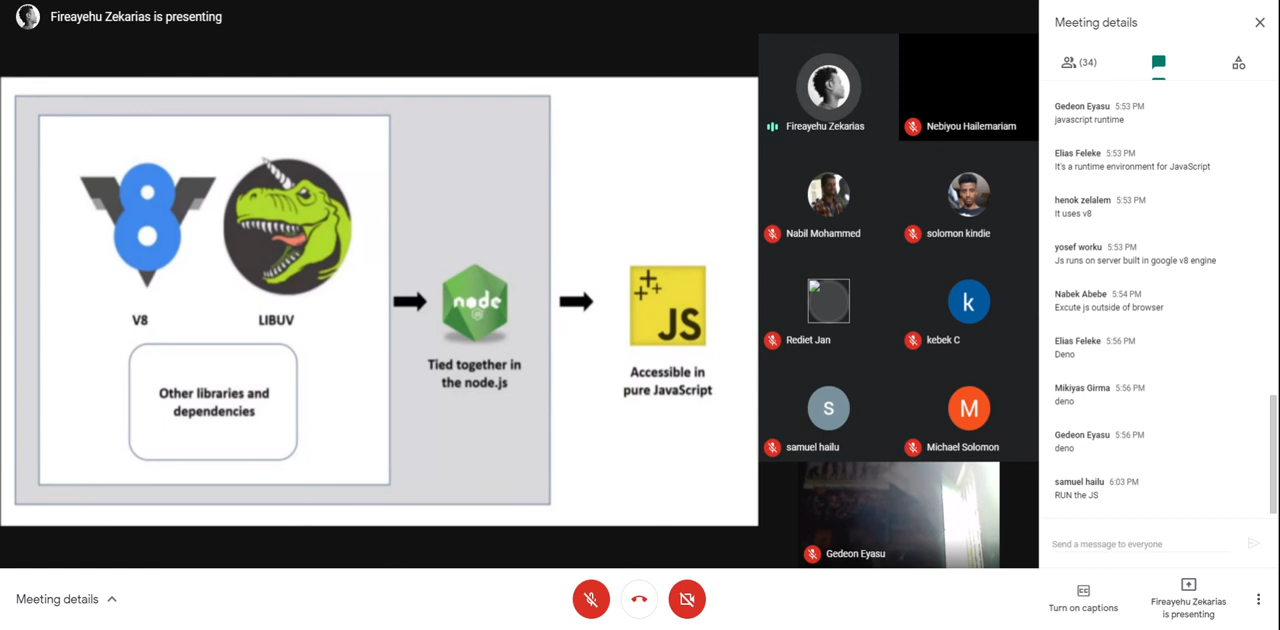 Fireayehu Zekarias is presenting
8
V8
LIBUV
Other libraries and
dependencies
node
JS
Tied together in
the node.js
JS
Accessible in
pure JavaScript
Fireayehu Zekarias
Nebiyou Hailemariam
Nabil Mohammed
solomon kindie
Rediet Jan
k
kebek C
s
samuel hailu
M
Michael Solomon
Gedeon Eyasu
Meeting details
(34)
Gedeon Eyasu 5:53 PM
javascript runtime
Elias Feleke 5:53 PM
It's a runtime environment for JavaScript
henok zelalem 5:53 PM
It uses v8
yosef worku 5:53 PM
Js runs on server built in google v8 engine
Nabek Abebe 5:54 PM
Excute js outside of browser
Elias Feleke 5:56 PM
Deno
Mikiyas Girma 5:56 PM
deno
Gedeon Eyasu 5:56 PM
deno
samuel hailu 6:03 PM
RUN the JS
Send a message to everyone
Meeting details
CC
Turn on captions
Fireayehu Zekarias
is presenting